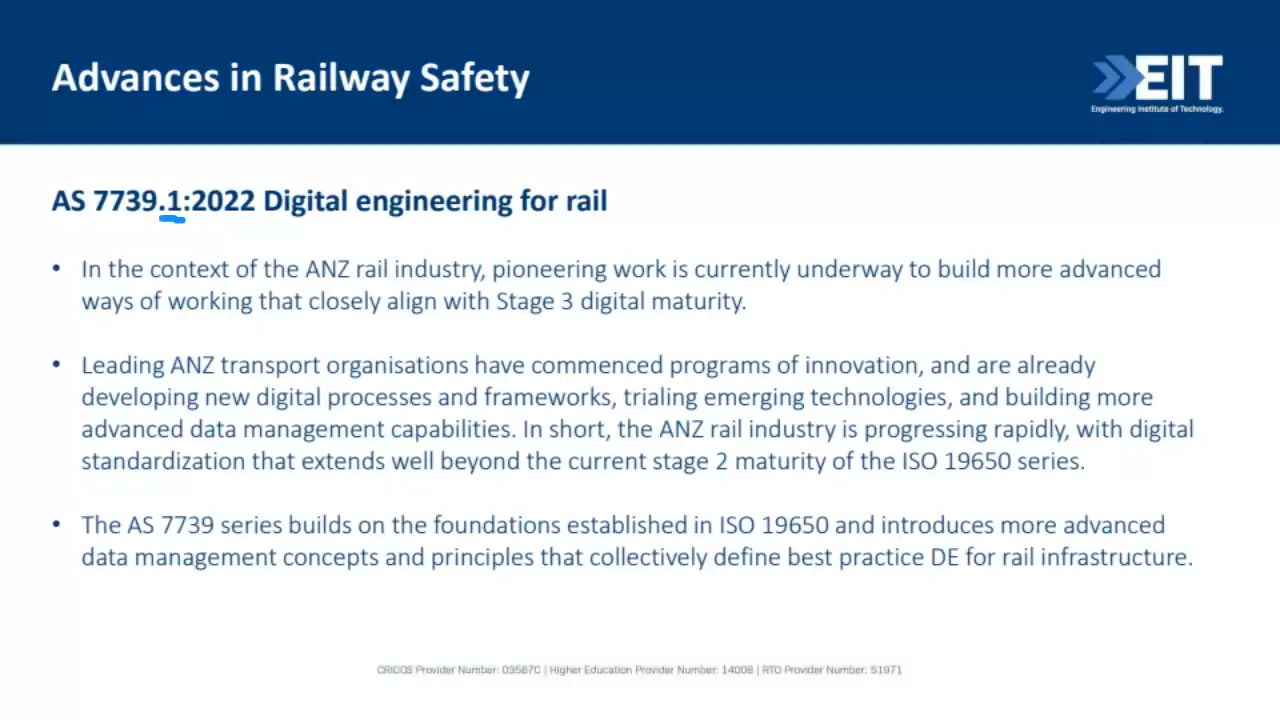 Advances in Railway Safety
EIT
Engineering Institute of Technology.
AS 7739.1:2022 Digital engineering for rail
• In the context of the ANZ rail industry, pioneering work is currently underway to build more advanced
ways of working that closely align with Stage 3 digital maturity.
• Leading ANZ transport organisations have commenced programs of innovation, and are already
developing new digital processes and frameworks, trialing emerging technologies, and building more
advanced data management capabilities. In short, the ANZ rail industry is progressing rapidly, with digital
standardization that extends well beyond the current stage 2 maturity of the ISO 19650 series.
• The AS 7739 series builds on the foundations established in ISO 19650 and introduces more advanced
data management concepts and principles that collectively define best practice DE for rail infrastructure.
CRICOS Provider Number: 03567C | Higher Education Provider Number: 14008 | RTO Provider Number: 51971